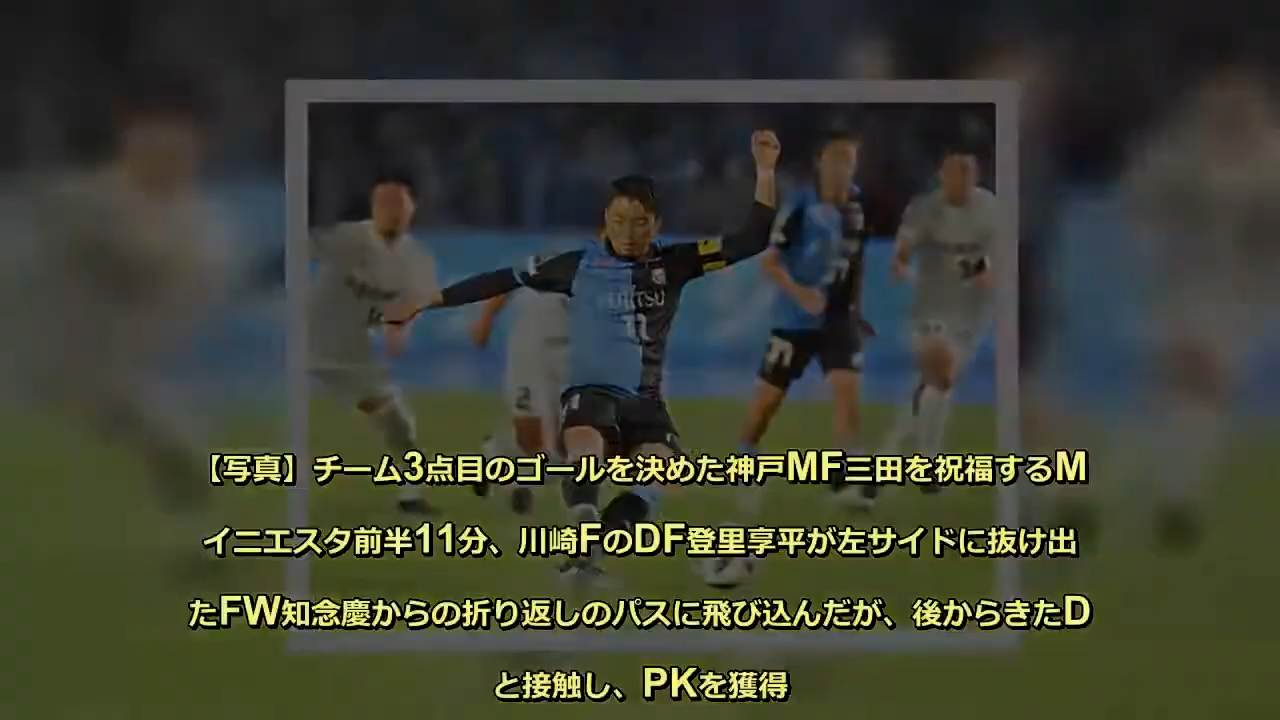 FUJITSU
11
2
【写真】チーム3点目のゴールを決めた神戸MF三田を祝福するM
イニエスタ前半11分、川崎FのDF登里享平が左サイドに抜け出
たFW知念慶からの折り返しのパスに飛び込んだが、後からきたD
と接触し、PKを獲得